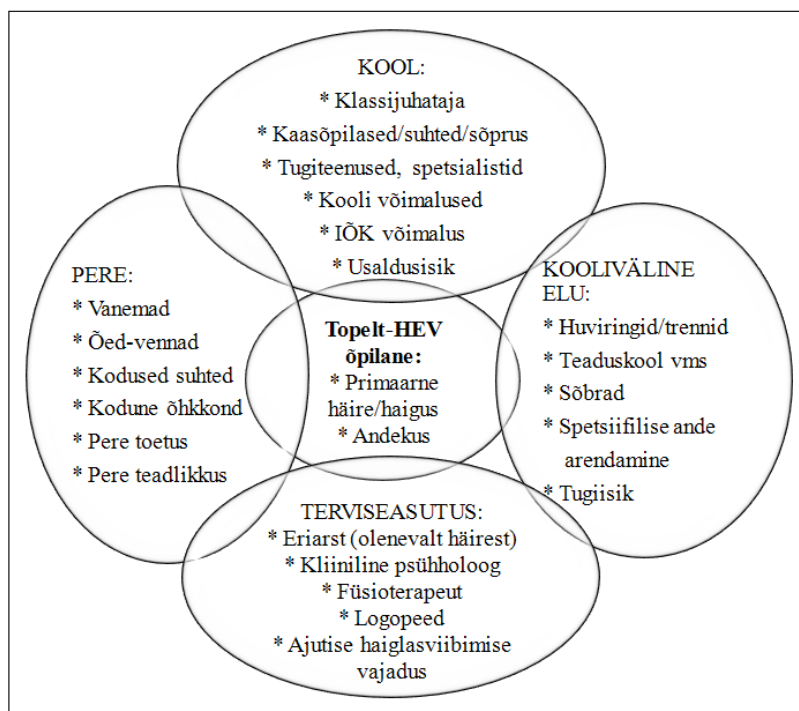 KOOL:
* Klassijuhataja
* Kaasõpilased/suhted/sõprus
* Tugiteenused, spetsialistid
* Kooli võimalused
* IÕK võimalus
* Usaldusisik
PERE:
* Vanemad
* Õed-vennad
* Kodused suhted
* Kodune õhkkond
* Pere toetus
* Pere teadlikkus
Topelt-HEV
õpilane:
* Primaarne
häire/haigus
* Andekus
KOOLIVÄLINE
ELU:
* Huviringid/trennid
* Teaduskool vms
* Sõbrad
* Spetsiifilise ande
arendamine
* Tugiisik
TERVISEASUTUS:
* Eriarst (olenevalt häirest)
* Kliiniline psühholoog
* Füsioterapeut
* Logopeed
* Ajutise haiglasviibimise
vajadus